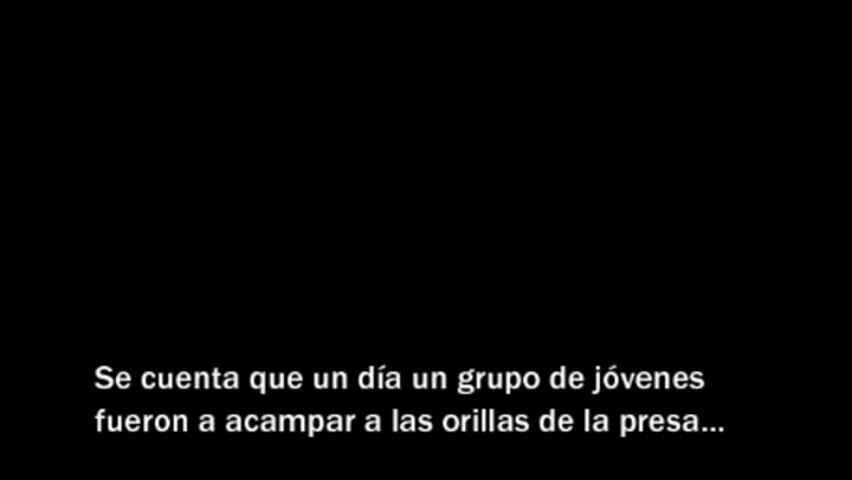 Se cuenta que un día un grupo de jóvenes
fueron a acampar a las orillas de la presa...